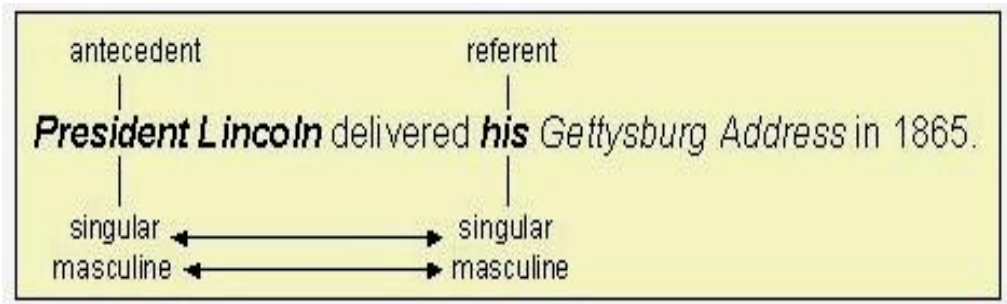 antecedent referent
President Lincoln delivered his Gettysburg Address in 1865.
singular singular
masculine masculine